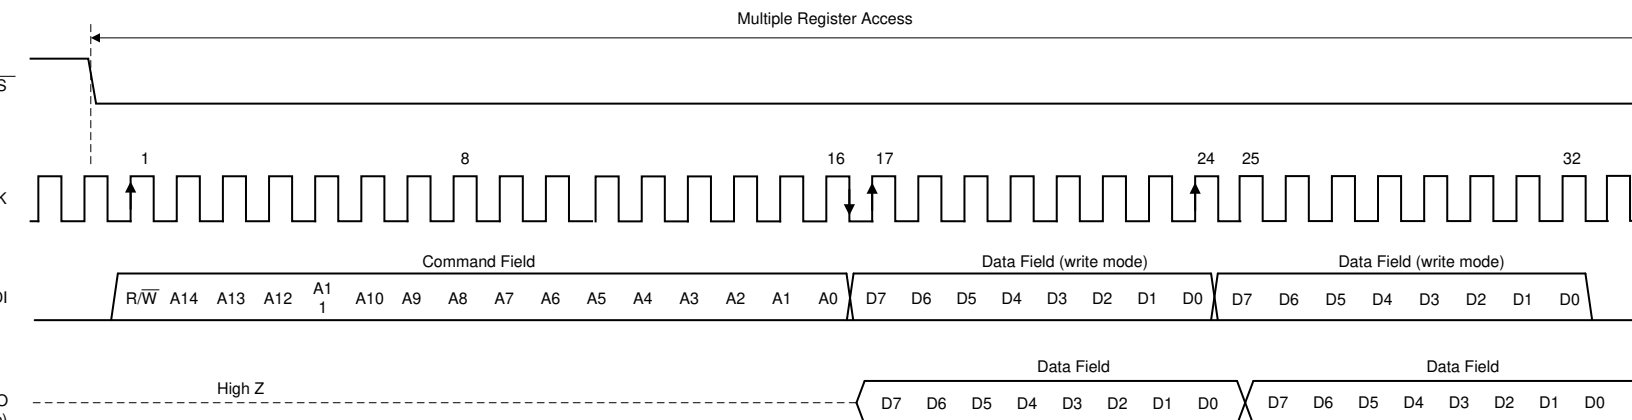 Multiple Register Access
S
1 8 16 17 24 25 32
K
Command Field Data Field (write mode) Data Field (write mode)
DI R/W A14 A13 A12 A11 A10 A9 A8 A7 A6 A5 A4 A3 A2 A1 A0 D7 D6 D5 D4 D3 D2 D1 D0 D7 D6 D5 D4 D3 D2 D1 D0
Data Field Data Field
High Z
O D7 D6 D5 D4 D3 D2 D1 D0 D7 D6 D5 D4 D3 D2 D1 D0